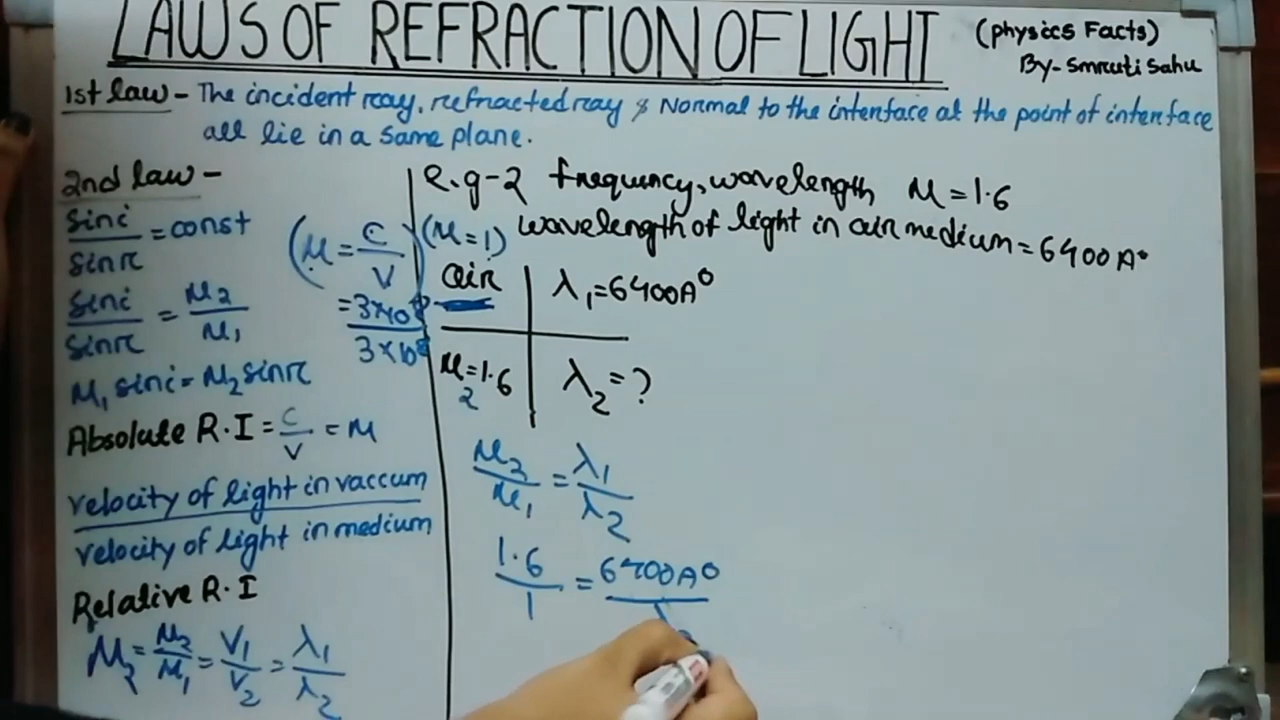 LAWS OF REFRACTION OF LIGHT
(physics Facts)
By- Smruti Sahu
1st law - The incident ray, refracted ray & Normal to the interface at the point of interface
all lie in a same plane.
2nd law -
sin i / sin r = const
sin i / sin r = μ2 / μ1
μ1 sin i = μ2 sin r
Absolute R.I = c / v = μ
velocity of light in vaccum / velocity of light in medium
Relative R.I
μ2 = μ2 / μ1 = V1 / V2 = λ1 / λ2
(μ = c / v)
= 3×10⁸ / 3×10⁸
e.g-2 frequency, wavelength μ = 1.6
(μ = 1) wavelength of light in air medium = 6400 A°
air λ1 = 6400A°
μ2 = 1.6 λ2 = ?
μ2 / μ1 = λ1 / λ2
1.6 / 1 = 6400A° / λ